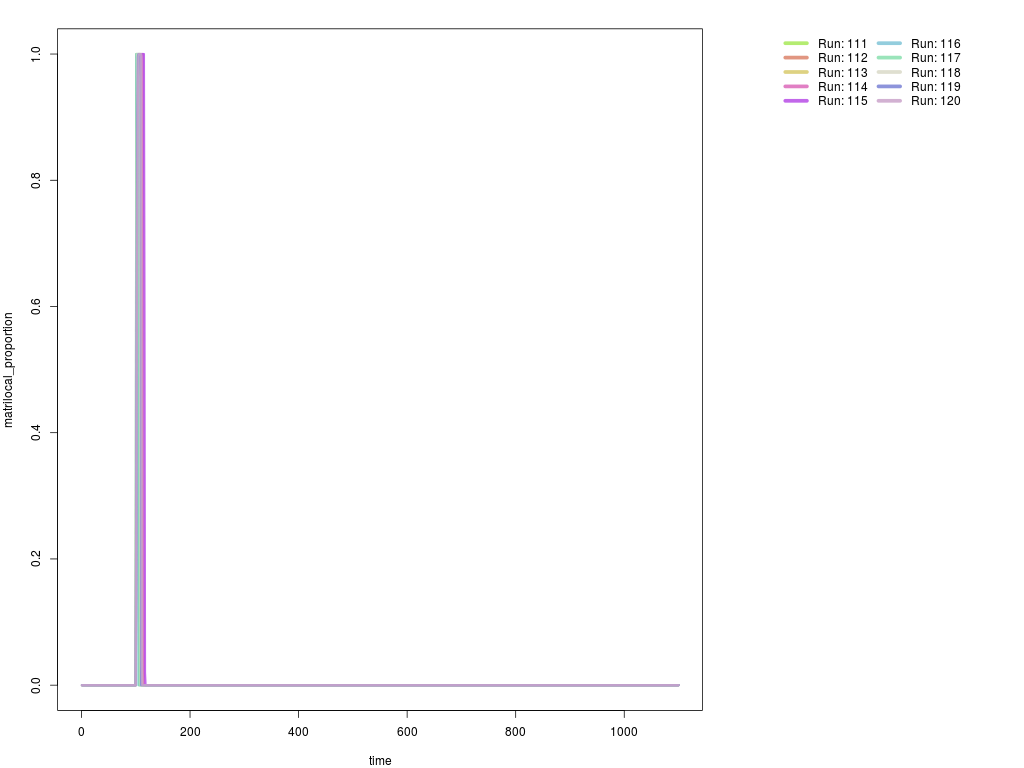 1.0
0.8
0.6
0.4
0.2
0.0
matrilocal_proportion
0 200 400 600 800 1000
time
Run: 111 Run: 116
Run: 112 Run: 117
Run: 113 Run: 118
Run: 114 Run: 119
Run: 115 Run: 120